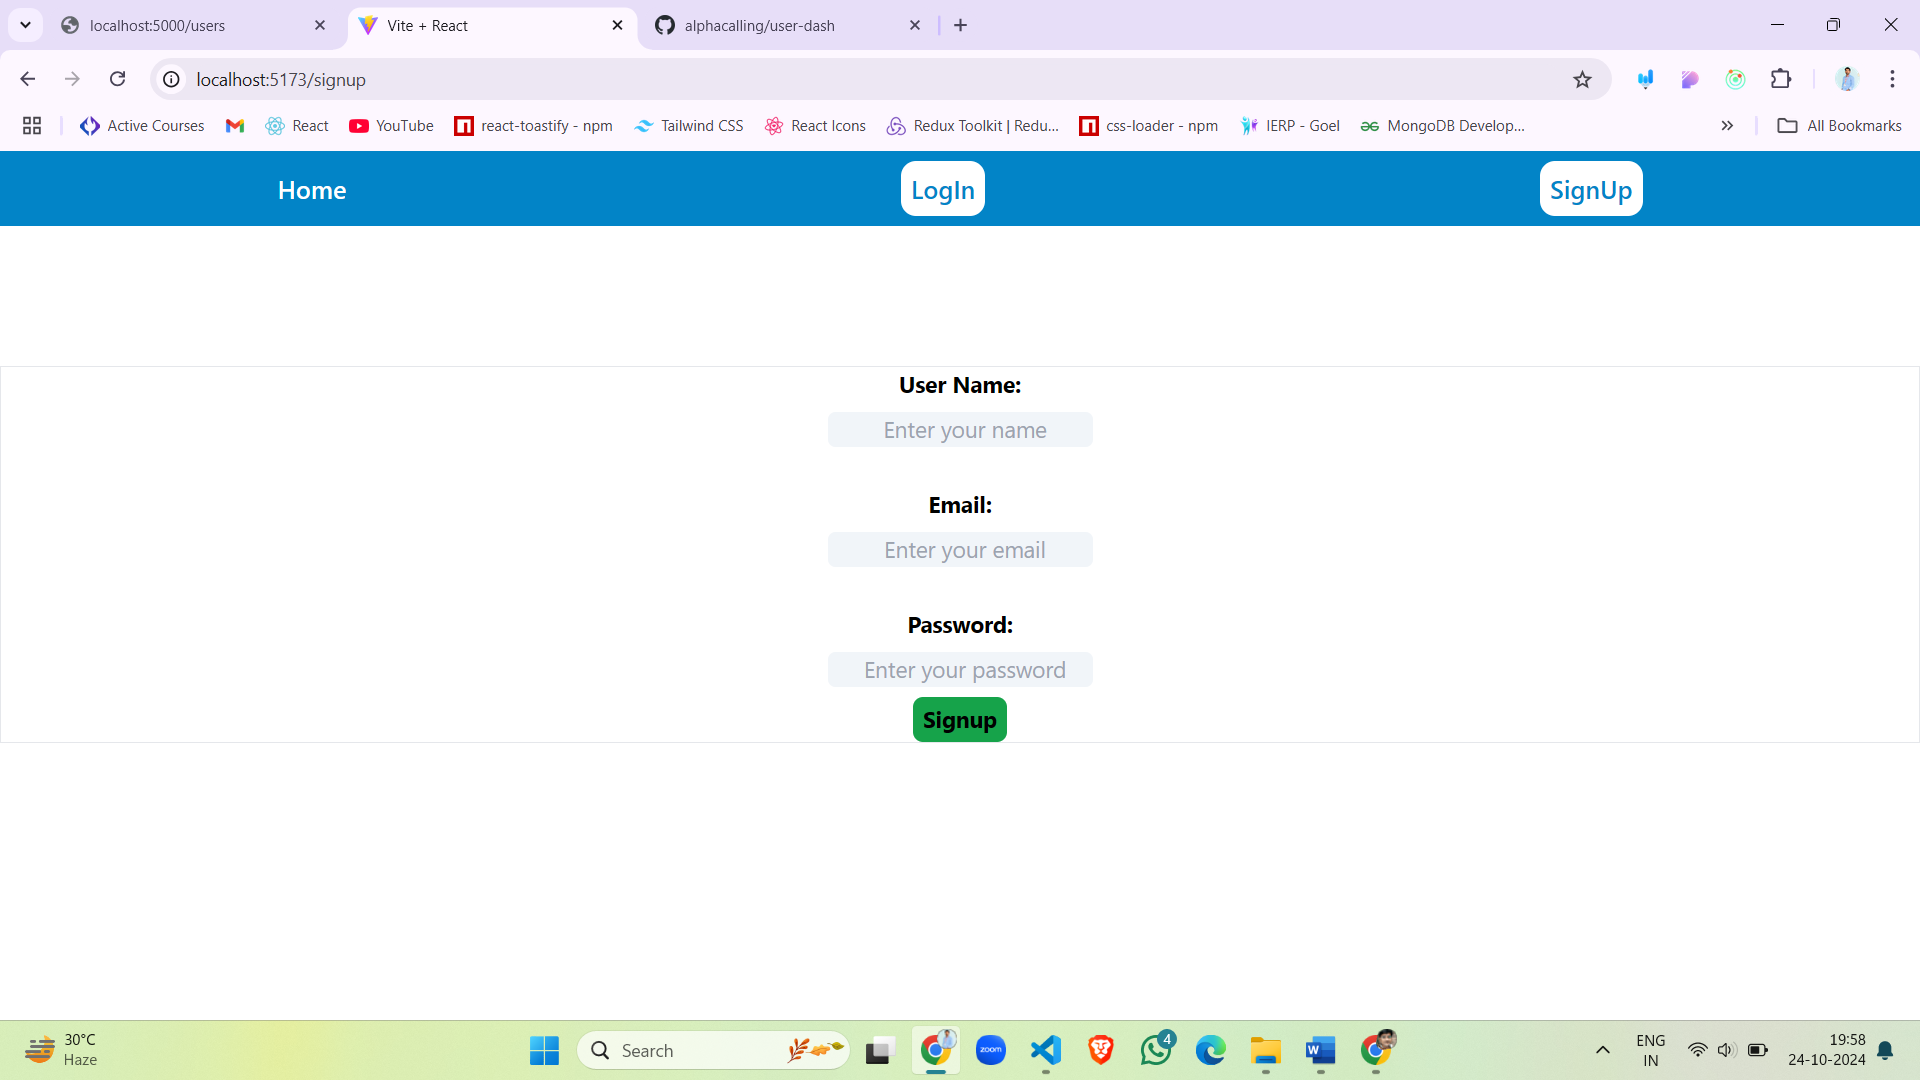 localhost:5000/users
Vite + React
alphacalling/user-dash
localhost:5173/signup
Active Courses
React
YouTube
react-toastify - npm
Tailwind CSS
React Icons
Redux Toolkit | Redu...
css-loader - npm
IERP - Goel
MongoDB Develop...
All Bookmarks
Home
LogIn
SignUp
User Name:
Enter your name
Email:
Enter your email
Password:
Enter your password
Signup
30°C
Haze
Search
zoom
4
W
ENG
IN
19:58
24-10-2024